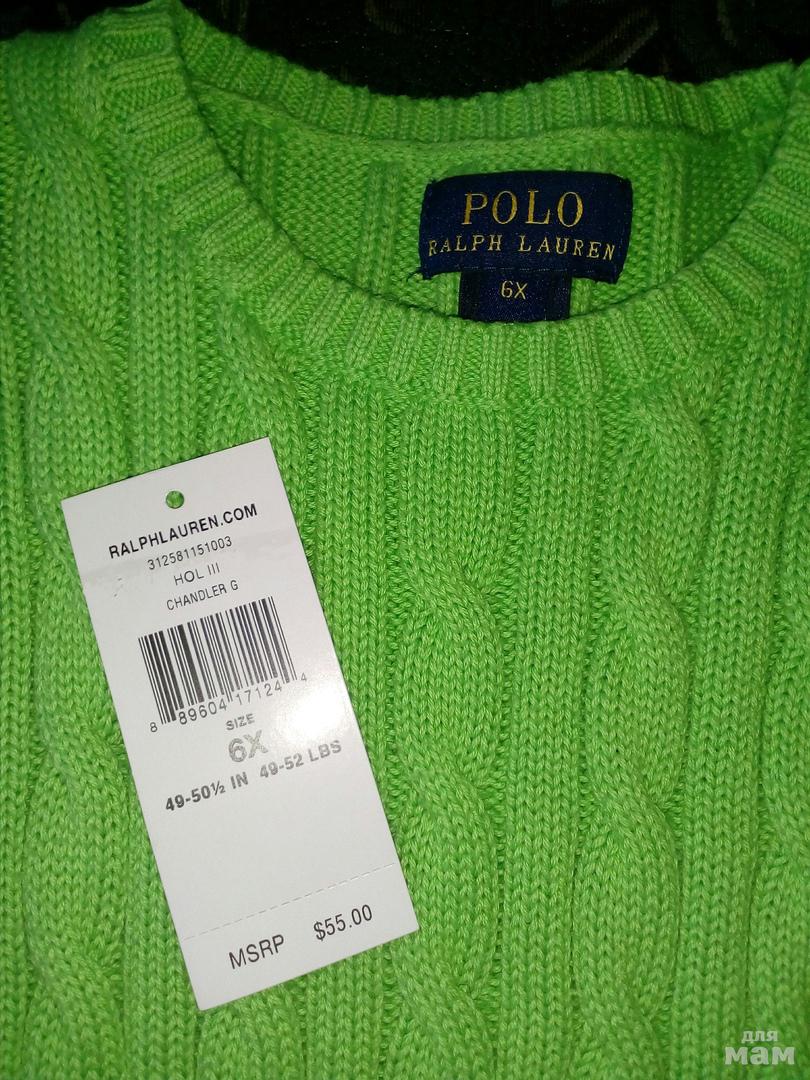 POLO
RALPH LAUREN
6X
RALPHLAUREN.COM
312581151003
HOL III
CHANDLER G
8 89604 17124 4
SIZE
6X
49-50½ IN 49-52 LBS
MSRP $55.00
для
мам